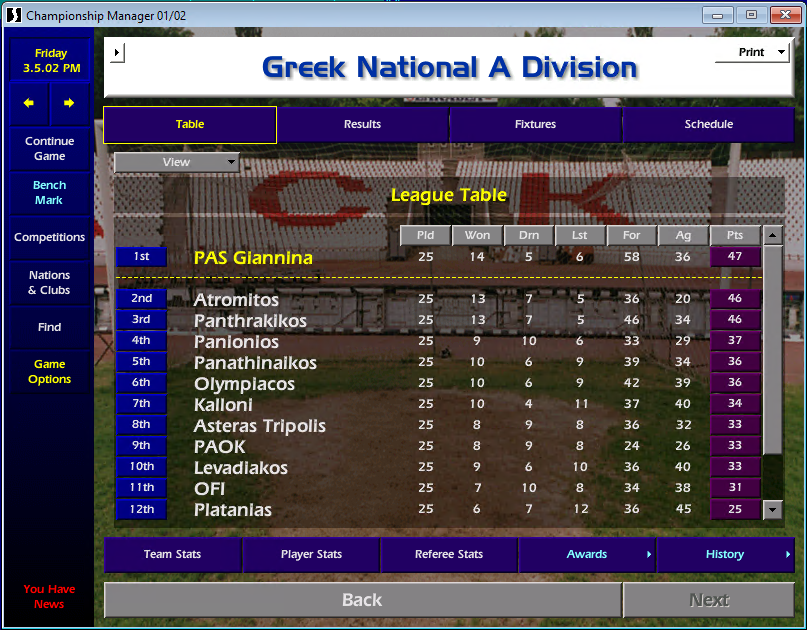 Championship Manager 01/02
Friday
3.5.02 PM
Continue
Game
Bench
Mark
Competitions
Nations
& Clubs
Find
Game
Options
You Have
News
Greek National A Division
Print
Table Results Fixtures Schedule
View
League Table
Pld Won Drn Lst For Ag Pts
1st PAS Giannina 25 14 5 6 58 36 47
2nd Atromitos 25 13 7 5 36 20 46
3rd Panthrakikos 25 13 7 5 46 34 46
4th Panionios 25 9 10 6 33 29 37
5th Panathinaikos 25 10 6 9 39 34 36
6th Olympiacos 25 10 6 9 42 39 36
7th Kalloni 25 10 4 11 37 40 34
8th Asteras Tripolis 25 8 9 8 36 32 33
9th PAOK 25 8 9 8 24 26 33
10th Levadiakos 25 9 6 10 36 40 33
11th OFI 25 7 10 8 34 38 31
12th Platanias 25 6 7 12 36 45 25
Team Stats Player Stats Referee Stats Awards History
Back Next